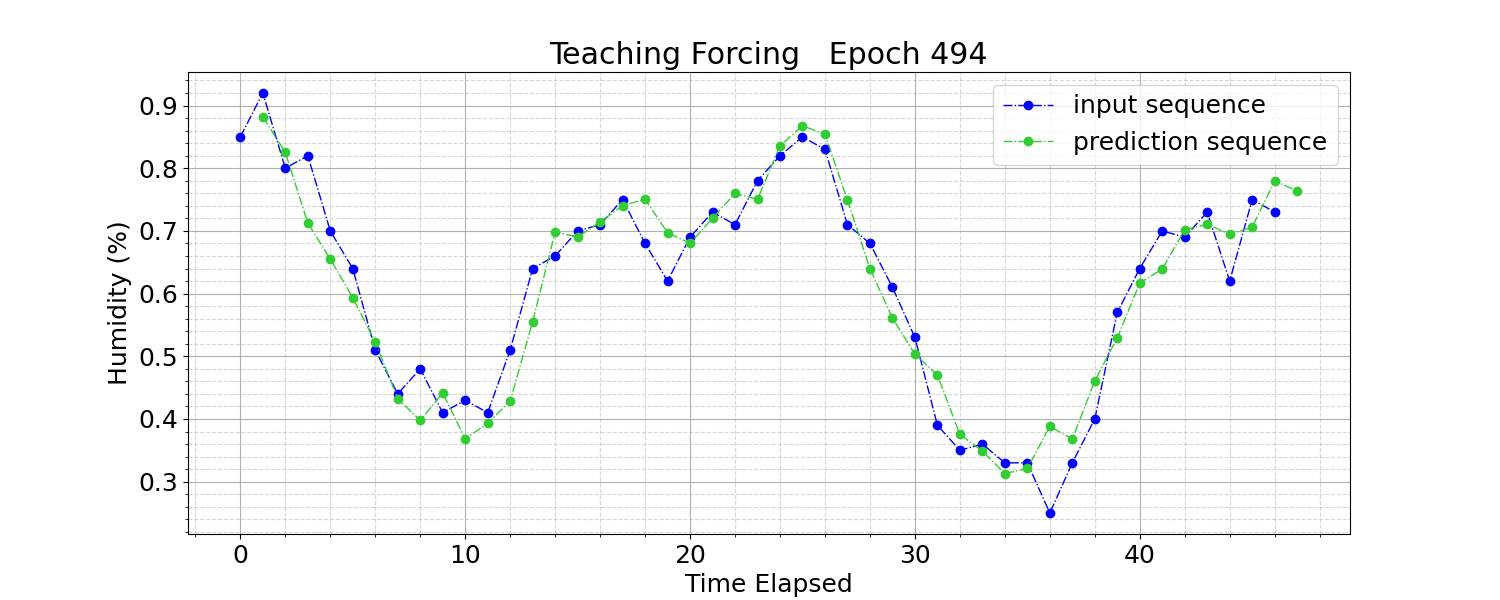 Teaching Forcing   Epoch 494
input sequence
prediction sequence
Humidity (%)
0.9
0.8
0.7
0.6
0.5
0.4
0.3
0 10 20 30 40
Time Elapsed